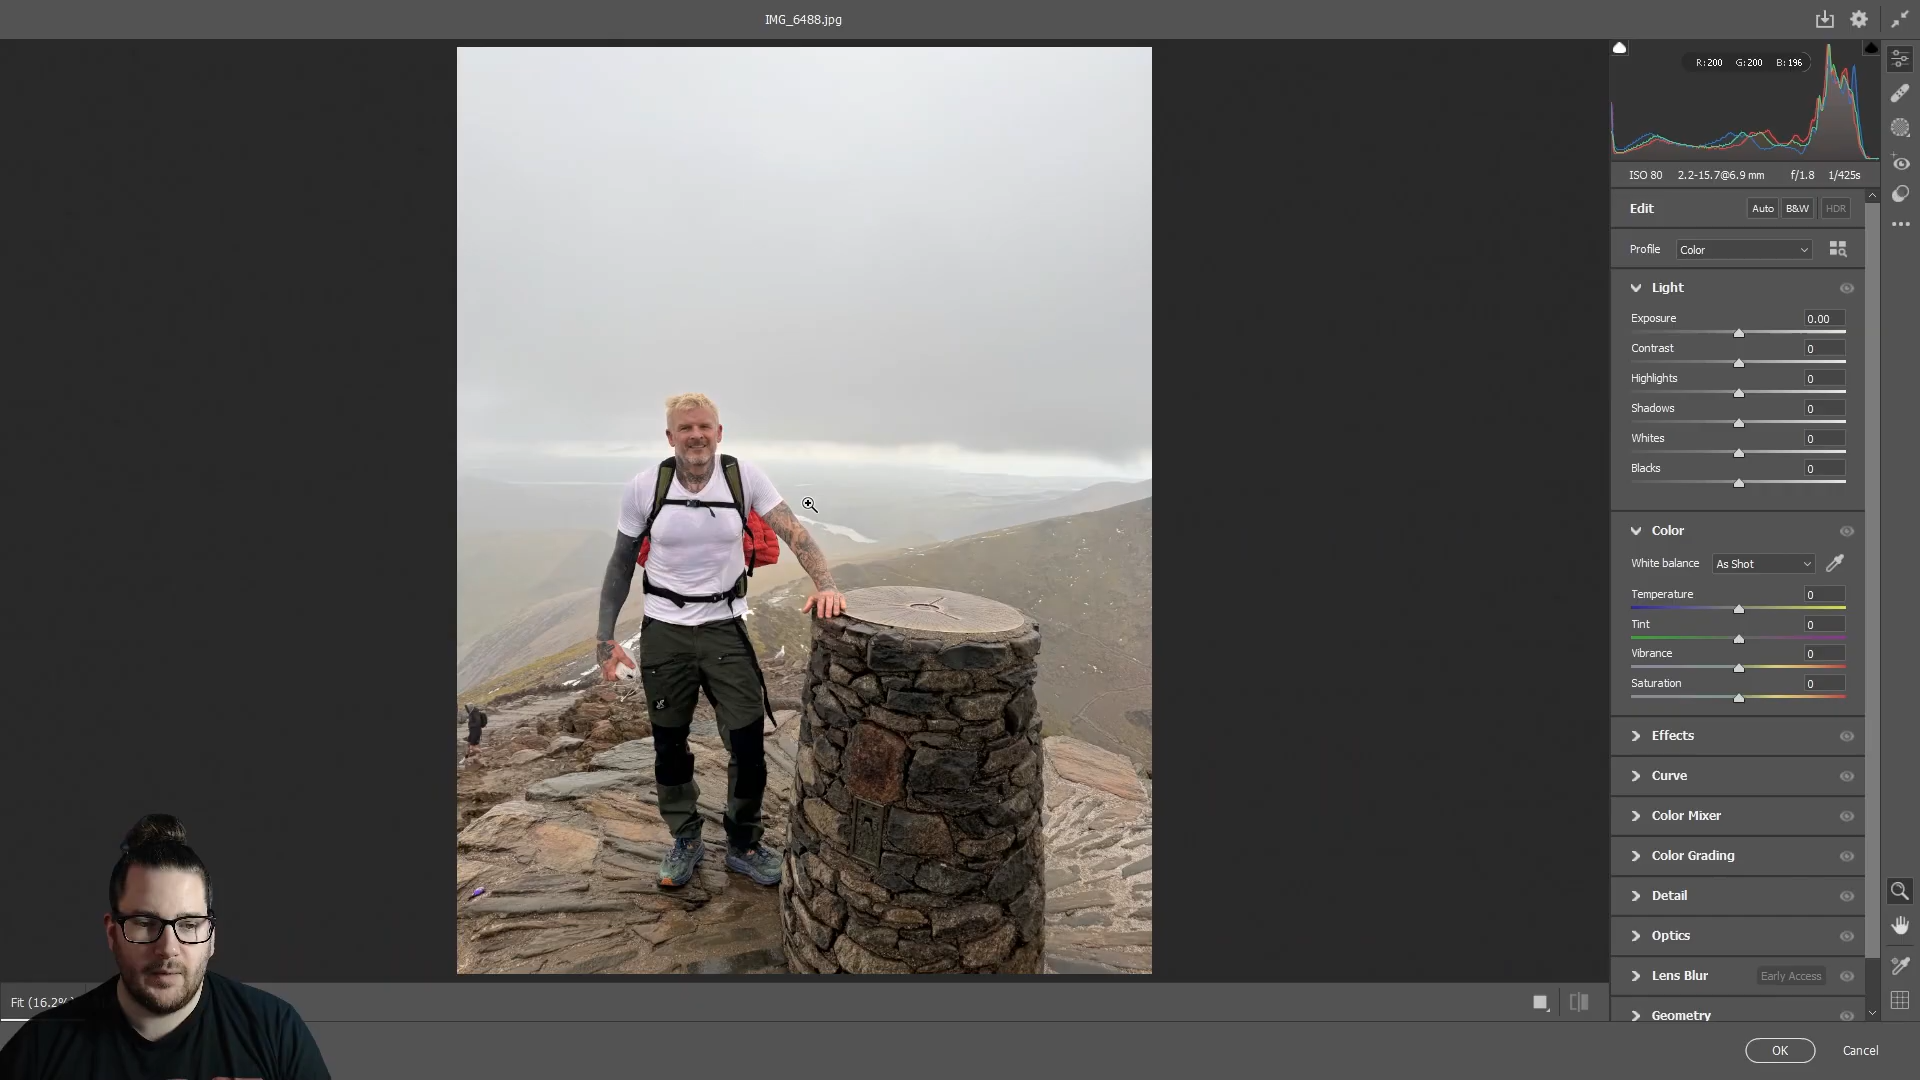 IMG_6488.jpg
R: 200 G: 200 B: 196
ISO 80 2.2-15.7@6.9 mm f/1.8 1/425s
Edit Auto B&W HDR
Profile Color
Light
Exposure 0.00
Contrast 0
Highlights 0
Shadows 0
Whites 0
Blacks 0
Color
White balance As Shot
Temperature 0
Tint 0
Vibrance 0
Saturation 0
Effects
Curve
Color Mixer
Color Grading
Detail
Optics
Lens Blur Early Access
Geometry
Fit (16.2%)
OK Cancel